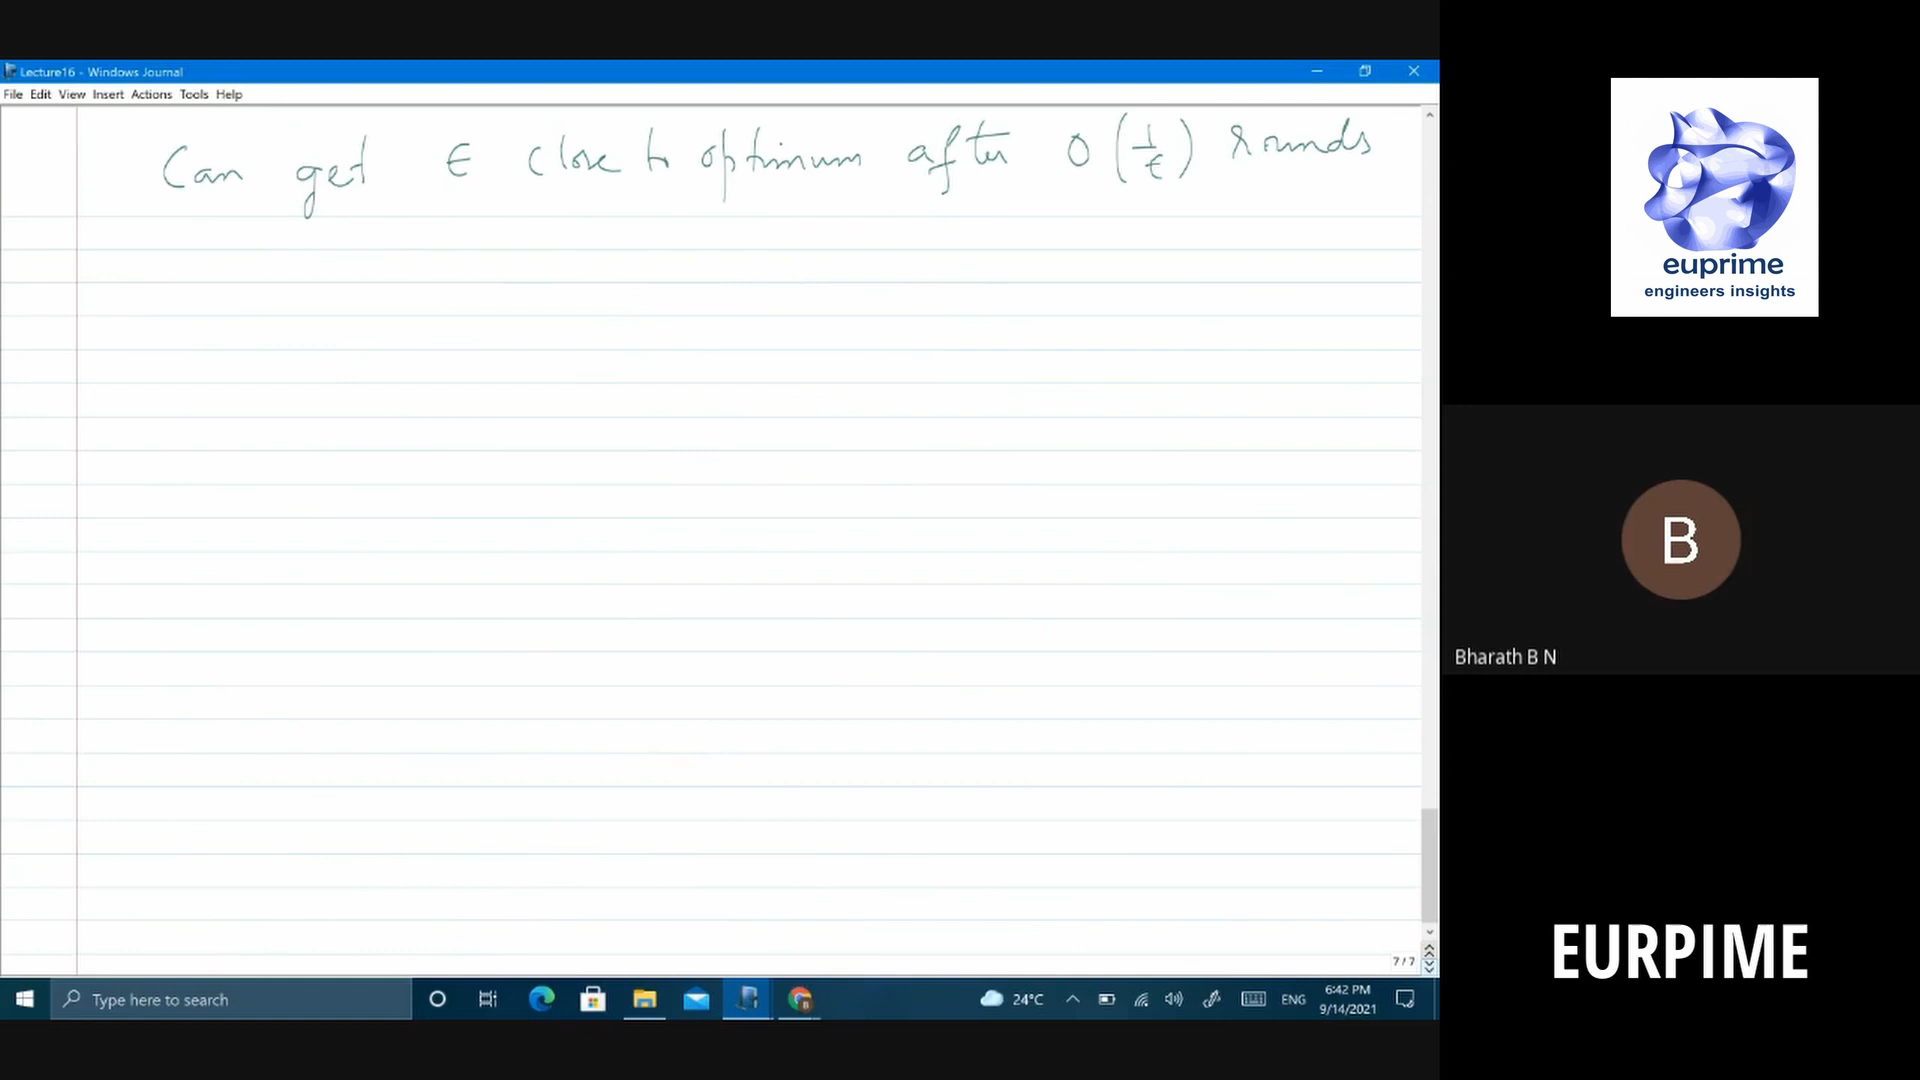 Lecture16 - Windows Journal
File Edit View Insert Actions Tools Help
Can get ϵ close to optimum after O (1/ϵ) rounds
euprime
engineers insights
B
Bharath B N
EURPIME
7 / 7
Type here to search
24°C
ENG
6:42 PM
9/14/2021